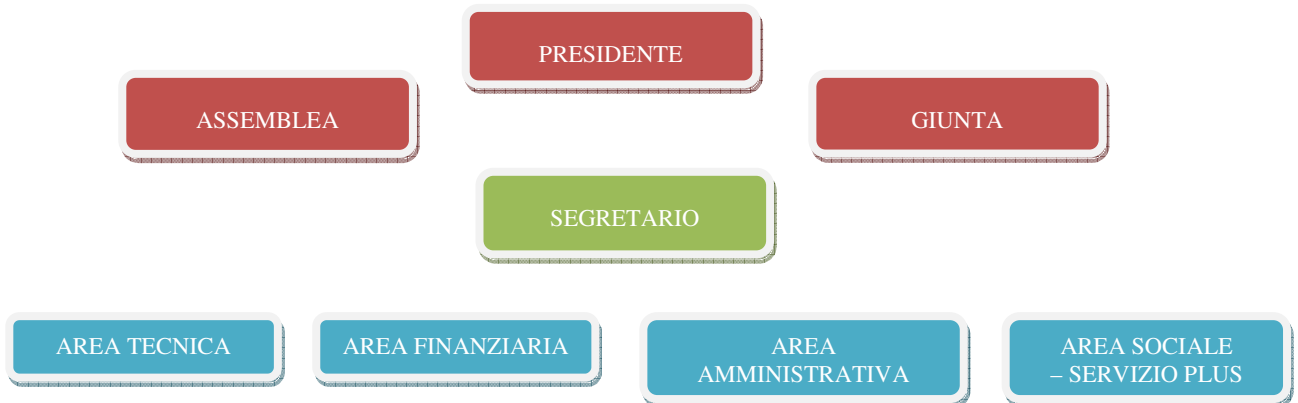 PRESIDENTE
ASSEMBLEA
GIUNTA
SEGRETARIO
AREA TECNICA
AREA FINANZIARIA
AREA
AMMINISTRATIVA
AREA SOCIALE
– SERVIZIO PLUS